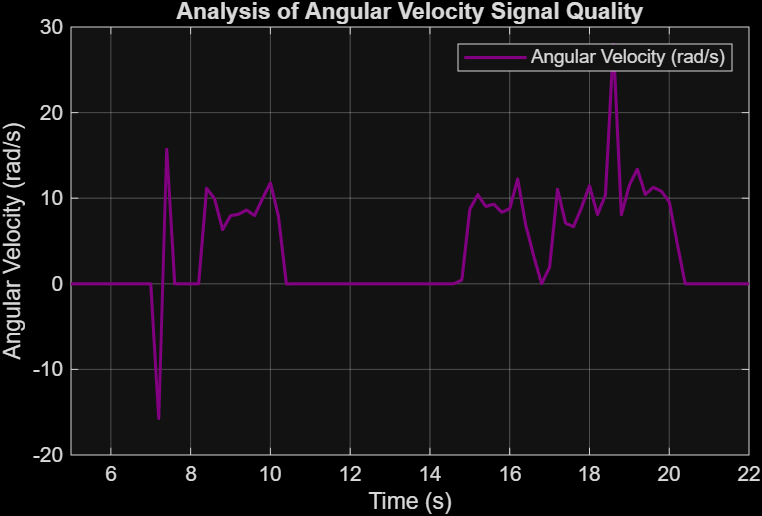 Analysis of Angular Velocity Signal Quality
Angular Velocity (rad/s)
30
20
10
0
-10
-20
Angular Velocity (rad/s)
6 8 10 12 14 16 18 20 22
Time (s)